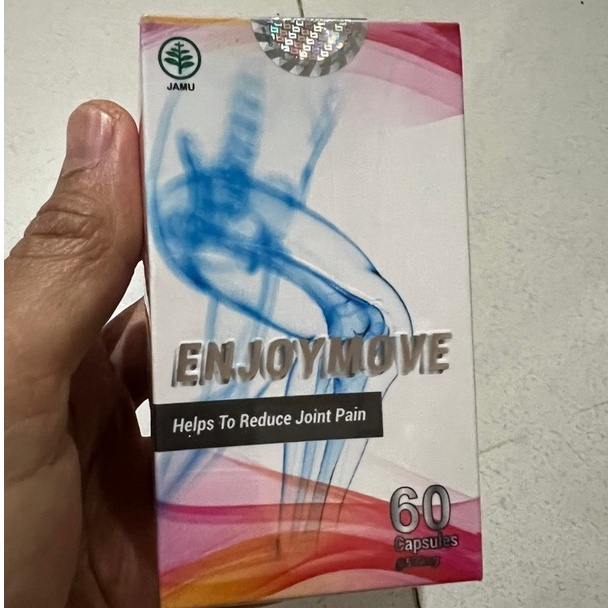 JAMU
ENJOYMOVE
Helps To Reduce Joint Pain
60
Capsules